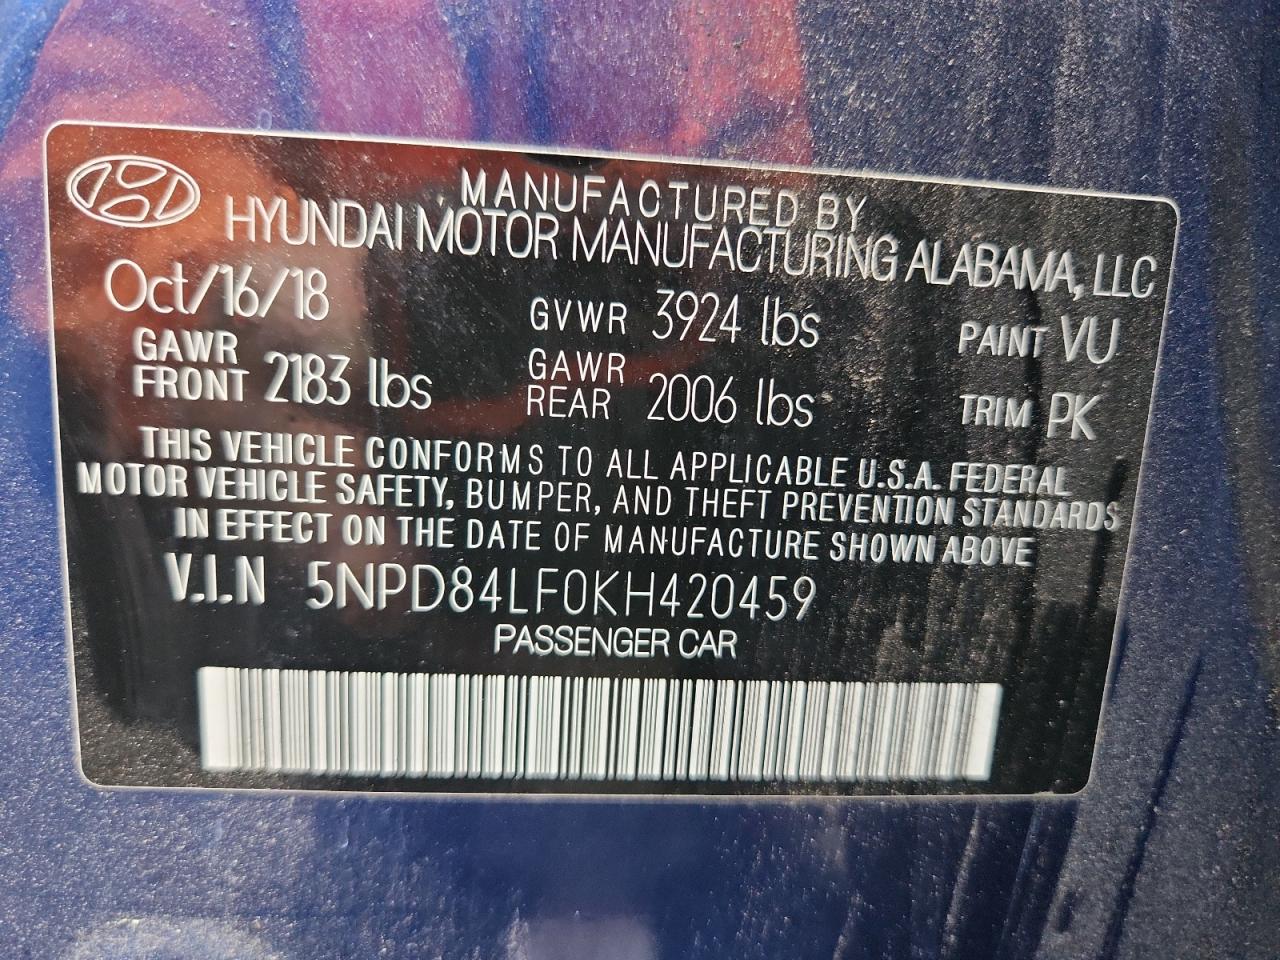 MANUFACTURED BY
HYUNDAI MOTOR MANUFACTURING ALABAMA, LLC
Oct/16/18 GVWR 3924 lbs PAINT VU
GAWR FRONT 2183 lbs GAWR REAR 2006 lbs TRIM PK
THIS VEHICLE CONFORMS TO ALL APPLICABLE U.S.A. FEDERAL
MOTOR VEHICLE SAFETY, BUMPER, AND THEFT PREVENTION STANDARDS
IN EFFECT ON THE DATE OF MANUFACTURE SHOWN ABOVE
V.I.N 5NPD84LF0KH420459
PASSENGER CAR